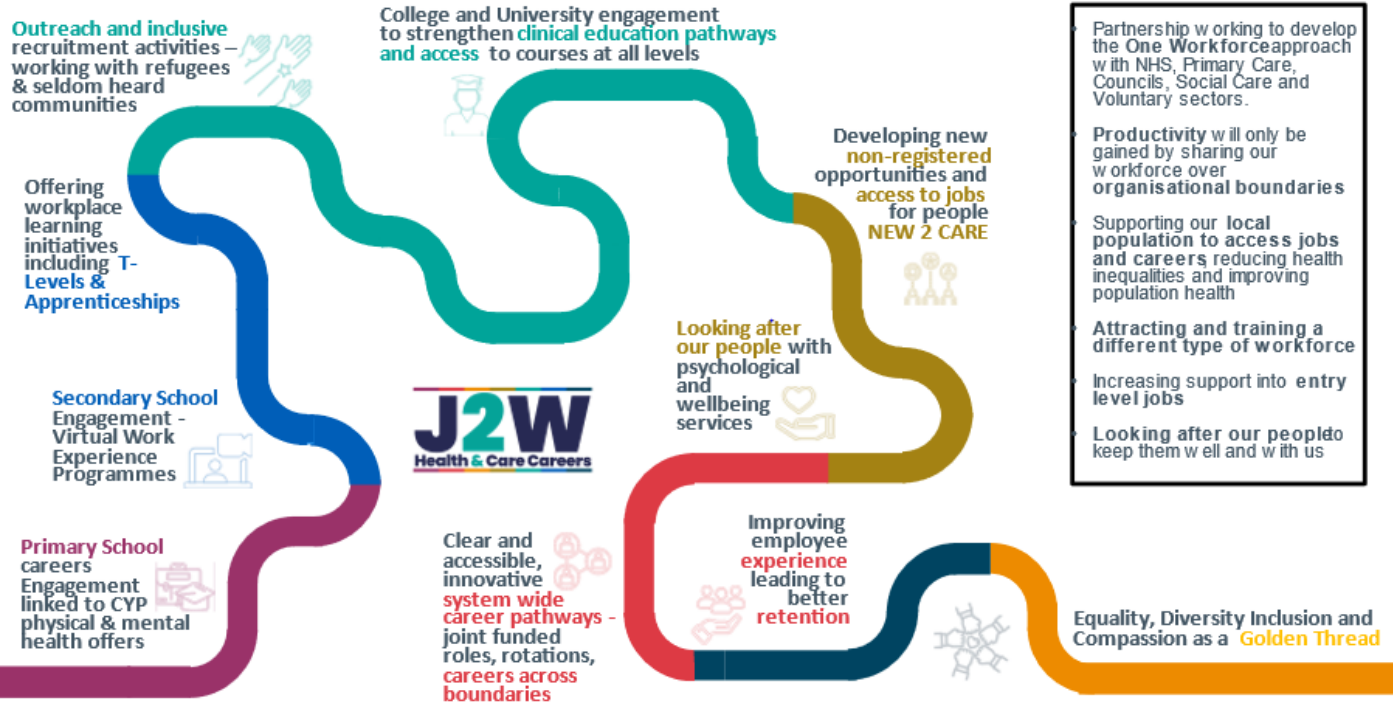 Outreach and inclusive
recruitment activities –
working with refugees
& seldom heard
communities
College and University engagement
to strengthen clinical education pathways
and access to courses at all levels
Developing new
non-registered
opportunities and
access to jobs
for people
NEW 2 CARE
Offering
workplace
learning
initiatives
including T-
Levels &
Apprenticeships
Looking after
our people with
psychological
and
wellbeing
services
Secondary School
Engagement -
Virtual Work
Experience
Programmes
J2W
Health & Care Careers
Primary School
careers
Engagement
linked to CYP
physical & mental
health offers
Clear and
accessible,
innovative
system wide
career pathways -
joint funded
roles, rotations,
careers across
boundaries
Improving
employee
experience
leading to
better
retention
Equality, Diversity Inclusion and
Compassion as a Golden Thread
Partnership working to develop
the One Workforce approach
with NHS, Primary Care,
Councils, Social Care and
Voluntary sectors.
Productivity will only be
gained by sharing our
workforce over
organisational boundaries
Supporting our local
population to access jobs
and careers, reducing health
inequalities and improving
population health
Attracting and training a
different type of workforce
Increasing support into entry
level jobs
Looking after our people to
keep them well and with us